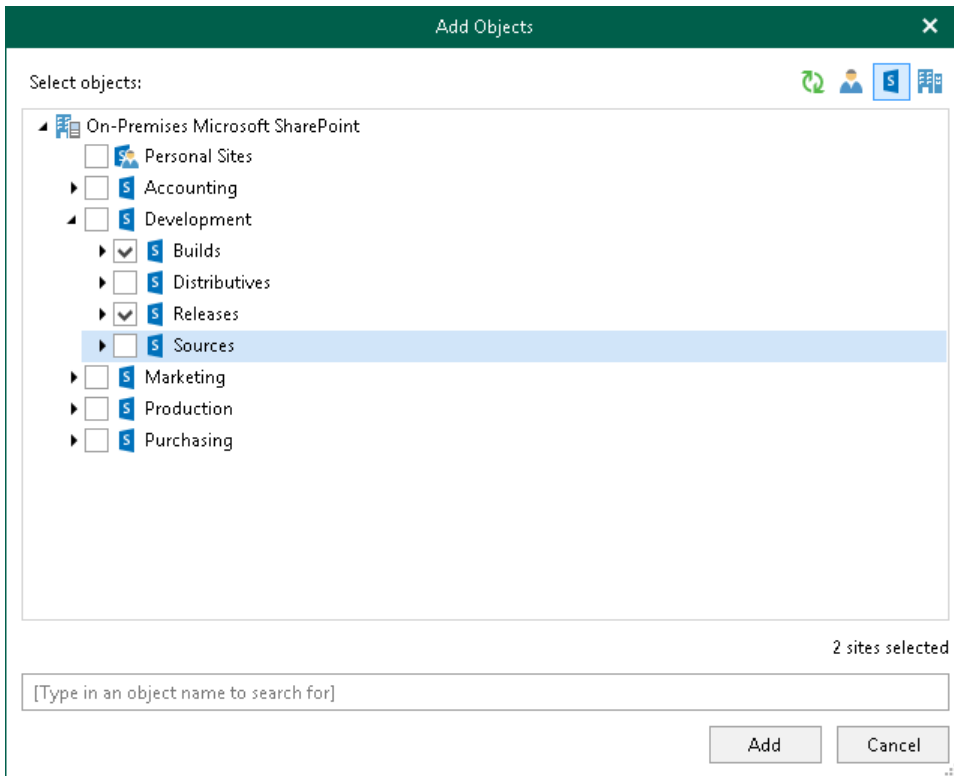 Add Objects
Select objects:
On-Premises Microsoft SharePoint
Personal Sites
Accounting
Development
Builds
Distributives
Releases
Sources
Marketing
Production
Purchasing
2 sites selected
[Type in an object name to search for]
Add Cancel